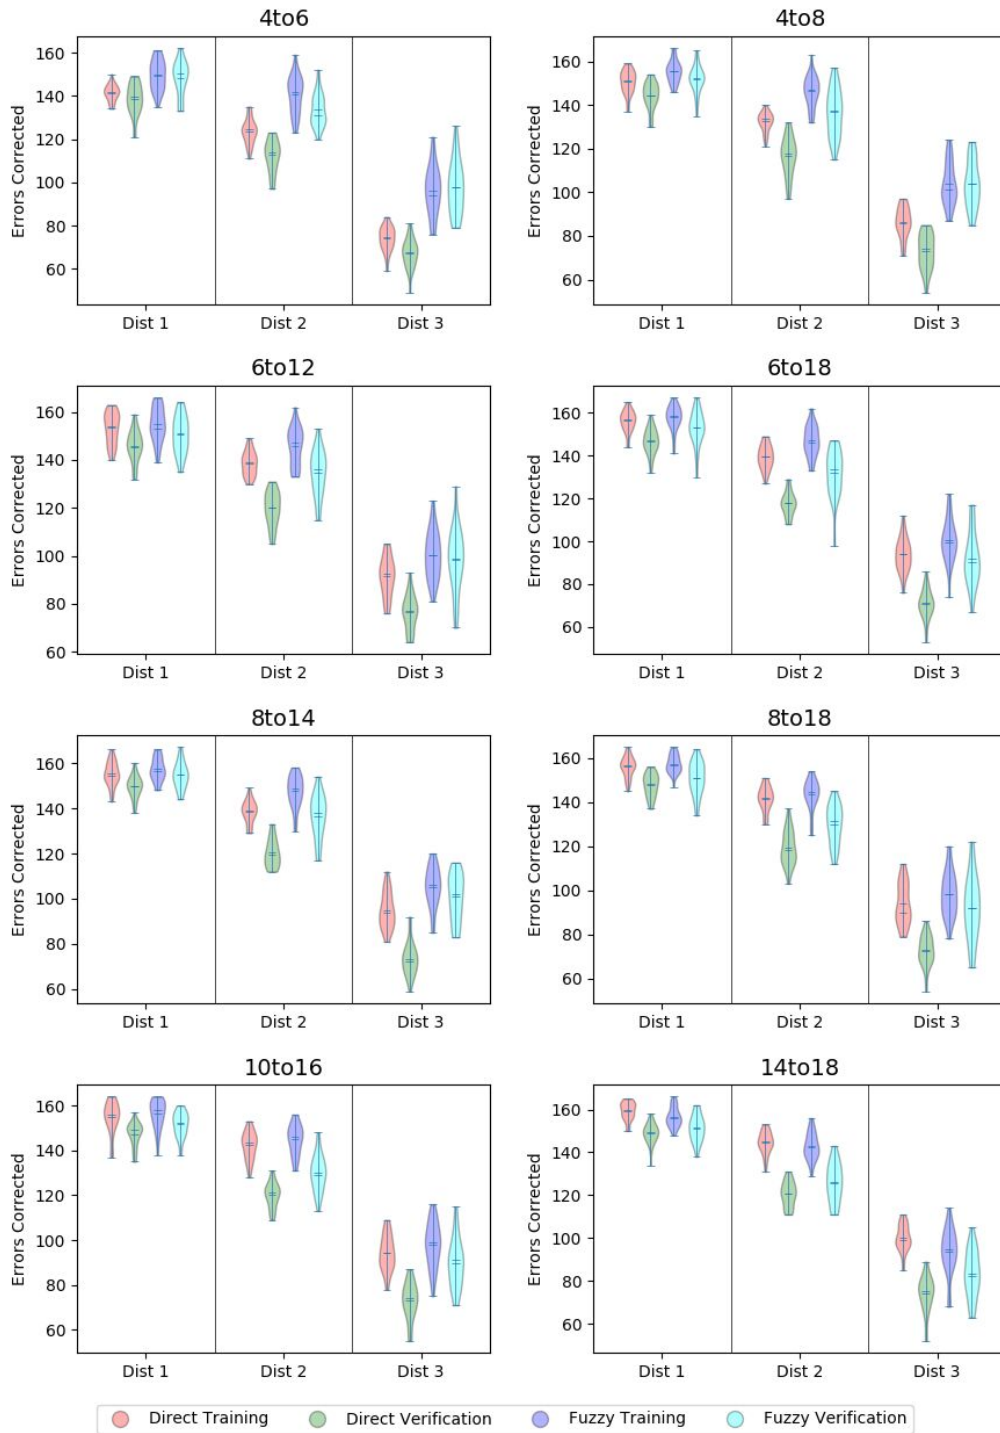 4to6
4to8
Errors Corrected
160
140
120
100
80
60
Dist 1
Dist 2
Dist 3
Errors Corrected
160
140
120
100
80
60
Dist 1
Dist 2
Dist 3
6to12
6to18
Errors Corrected
160
140
120
100
80
60
Dist 1
Dist 2
Dist 3
Errors Corrected
160
140
120
100
80
60
Dist 1
Dist 2
Dist 3
8to14
8to18
Errors Corrected
160
140
120
100
80
60
Dist 1
Dist 2
Dist 3
Errors Corrected
160
140
120
100
80
60
Dist 1
Dist 2
Dist 3
10to16
14to18
Errors Corrected
160
140
120
100
80
60
Dist 1
Dist 2
Dist 3
Errors Corrected
160
140
120
100
80
60
Dist 1
Dist 2
Dist 3
Direct Training
Direct Verification
Fuzzy Training
Fuzzy Verification